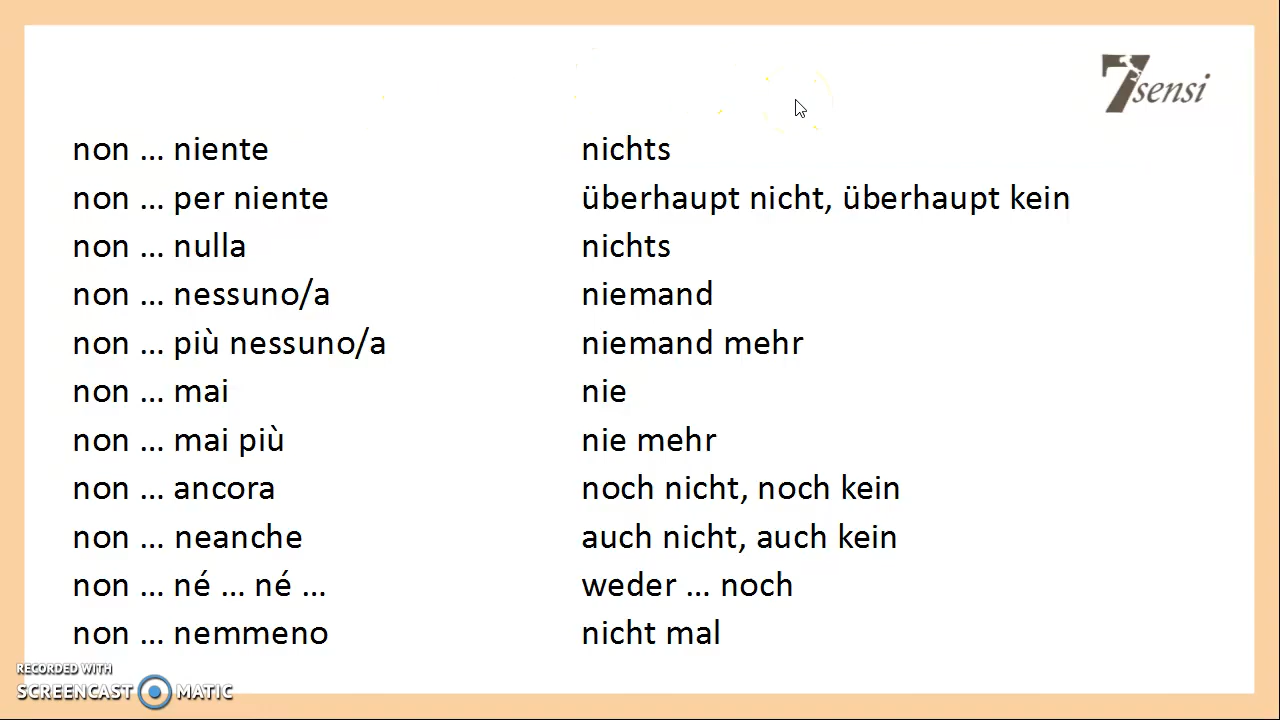 7sensi
non ... niente nichts
non ... per niente überhaupt nicht, überhaupt kein
non ... nulla nichts
non ... nessuno/a niemand
non ... più nessuno/a niemand mehr
non ... mai nie
non ... mai più nie mehr
non ... ancora noch nicht, noch kein
non ... neanche auch nicht, auch kein
non ... né ... né ... weder ... noch
non ... nemmeno nicht mal
RECORDED WITH
SCREENCAST MATIC